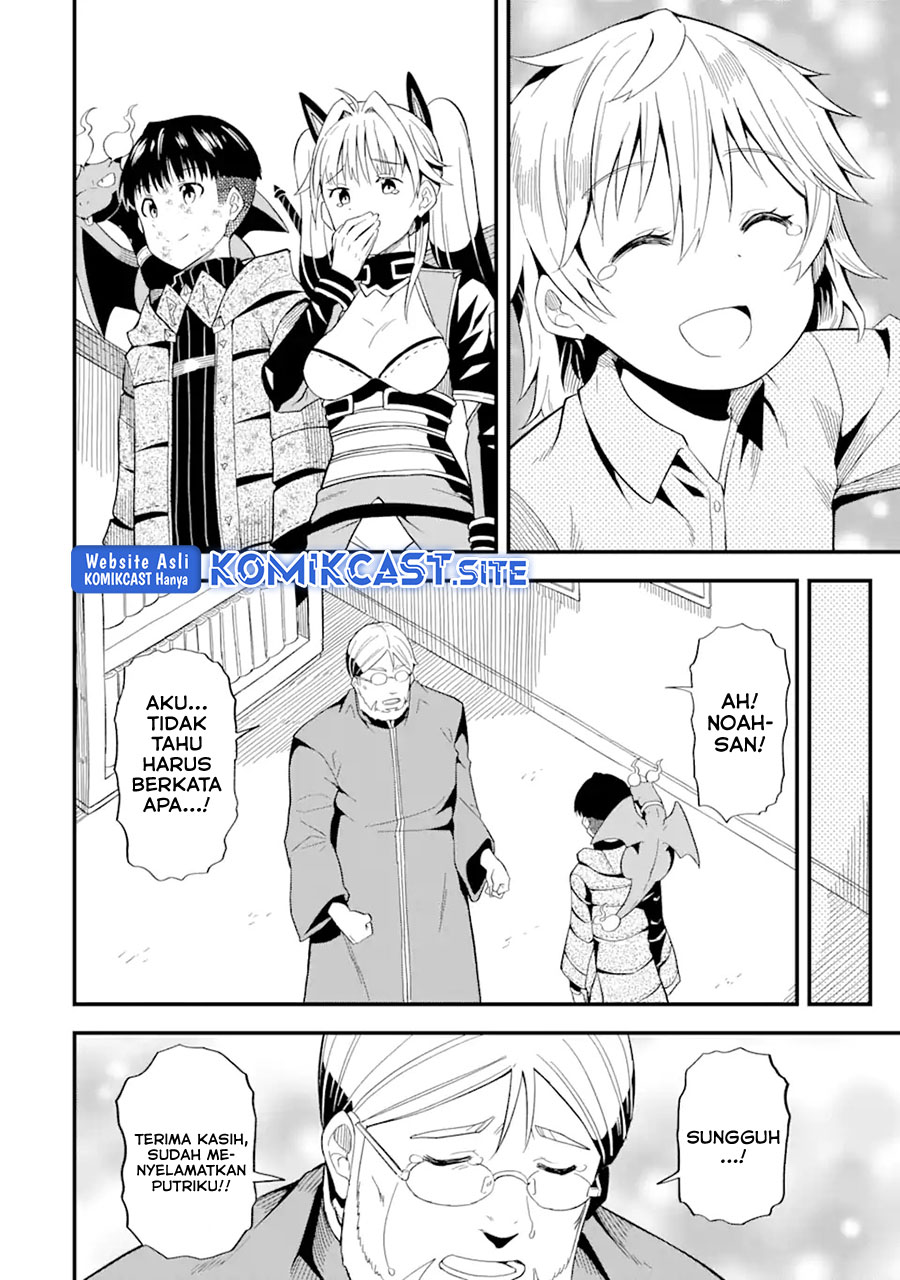 Website Asli
KOMIKCAST Hanya
KOMIKCAST.SITE
AH!
NOAH-
SAN!
AKU...
TIDAK
TAHU
HARUS
BERKATA
APA...!
SUNGGUH
...!
TERIMA KASIH,
SUDAH ME-
NYELAMATKAN
PUTRIKU!!